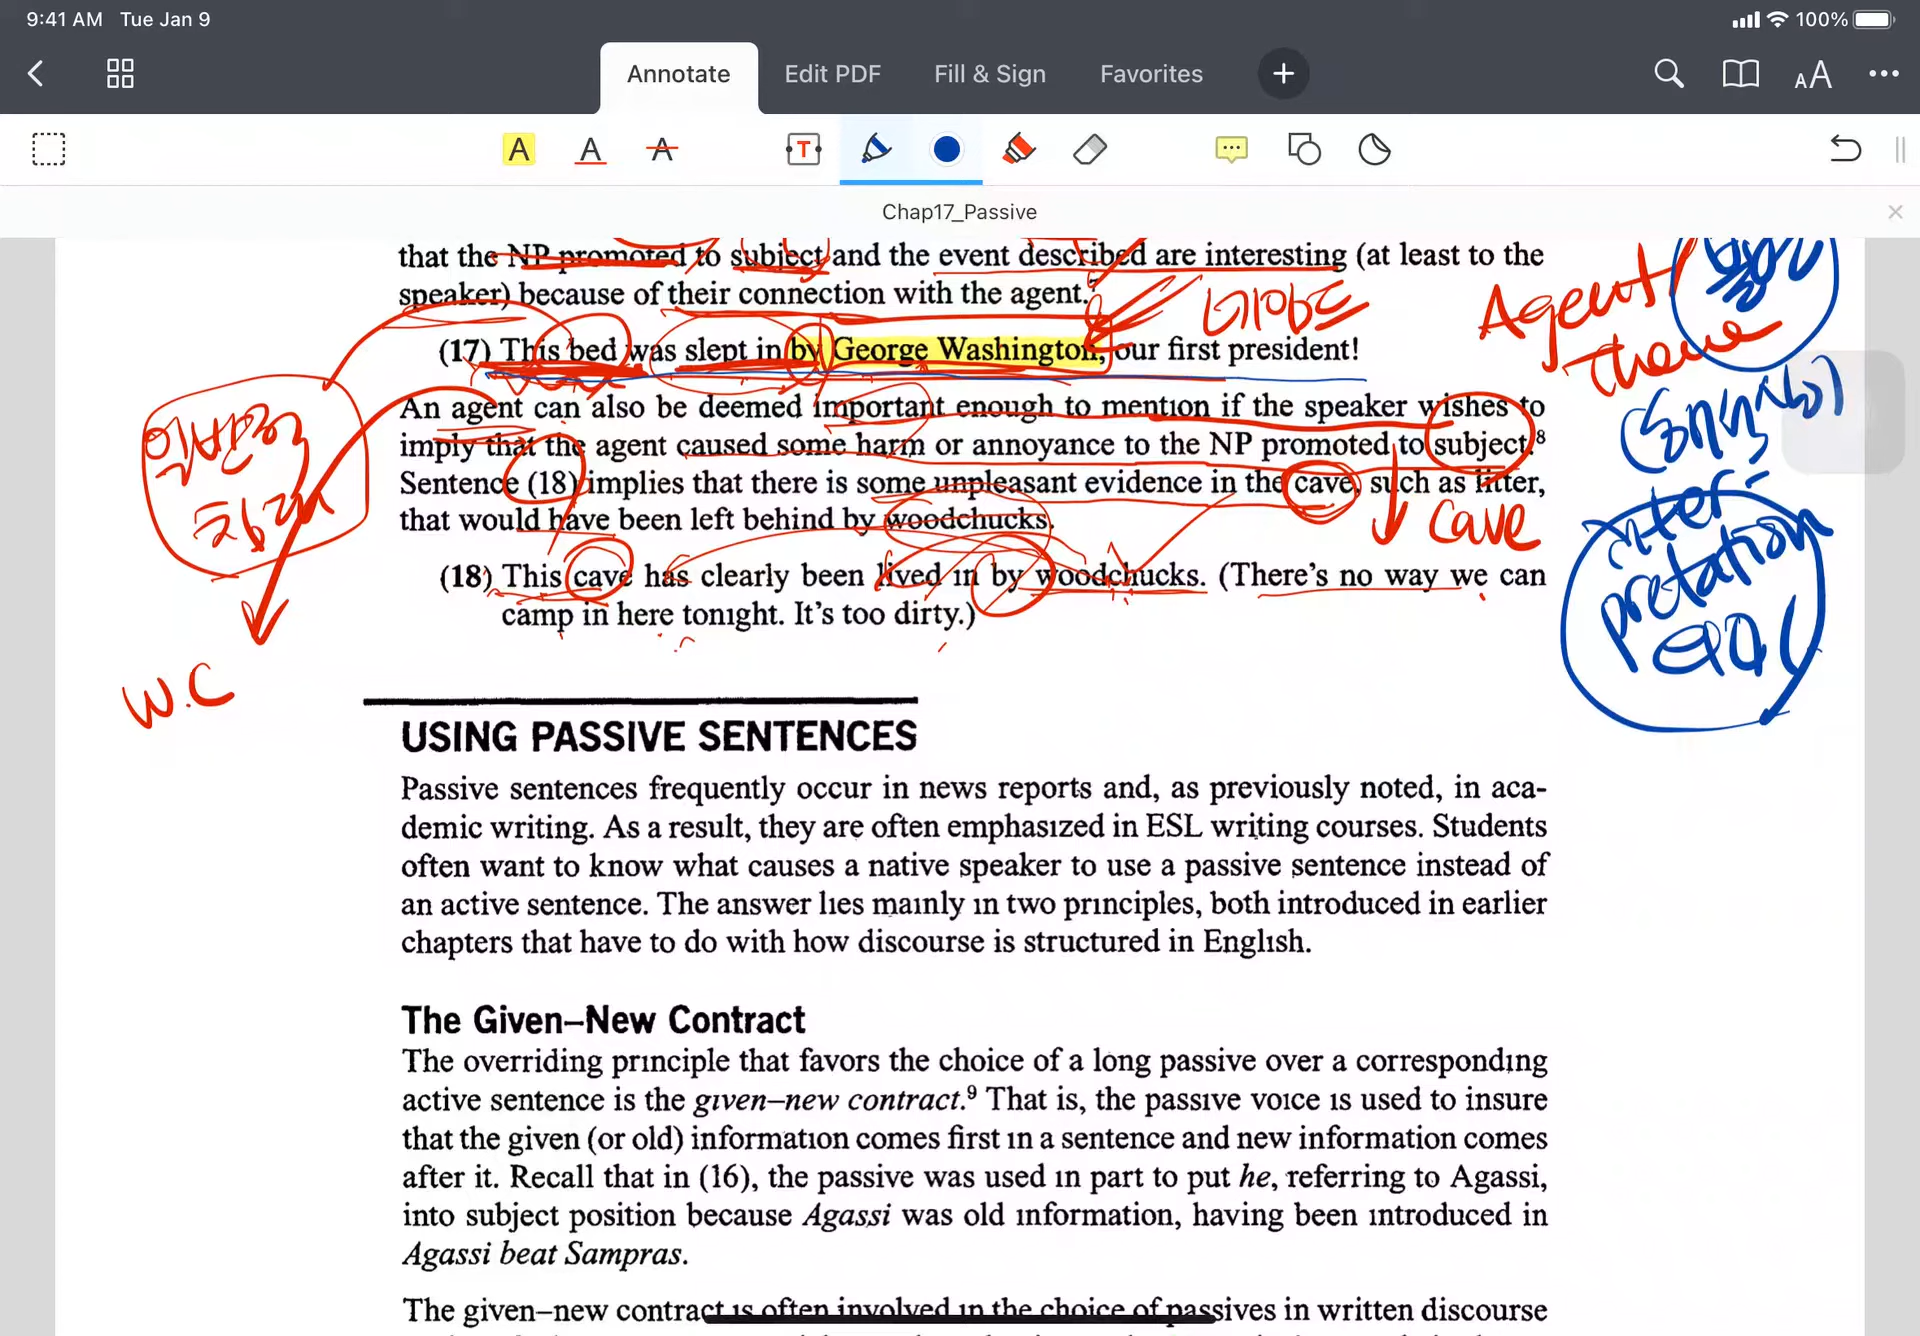 9:41 AM Tue Jan 9
100%
Annotate
Edit PDF
Fill & Sign
Favorites
Chap17_Passive
that the NP promoted to subject and the event described are interesting (at least to the
speaker) because of their connection with the agent.⁷
(17) This bed was slept in by George Washington, our first president!
An agent can also be deemed important enough to mention if the speaker wishes to
imply that the agent caused some harm or annoyance to the NP promoted to subject.⁸
Sentence (18) implies that there is some unpleasant evidence in the cave, such as litter,
that would have been left behind by woodchucks.
(18) This cave has clearly been lived in by woodchucks. (There's no way we can
camp in here tonight. It's too dirty.)
Agent
theme
cave
inter-
pretation
W.C
USING PASSIVE SENTENCES
Passive sentences frequently occur in news reports and, as previously noted, in aca-
demic writing. As a result, they are often emphasized in ESL writing courses. Students
often want to know what causes a native speaker to use a passive sentence instead of
an active sentence. The answer lies mainly in two principles, both introduced in earlier
chapters that have to do with how discourse is structured in English.
The Given–New Contract
The overriding principle that favors the choice of a long passive over a corresponding
active sentence is the given–new contract.⁹ That is, the passive voice is used to insure
that the given (or old) information comes first in a sentence and new information comes
after it. Recall that in (16), the passive was used in part to put he, referring to Agassi,
into subject position because Agassi was old information, having been introduced in
Agassi beat Sampras.
The given–new contract is often involved in the choice of passives in written discourse